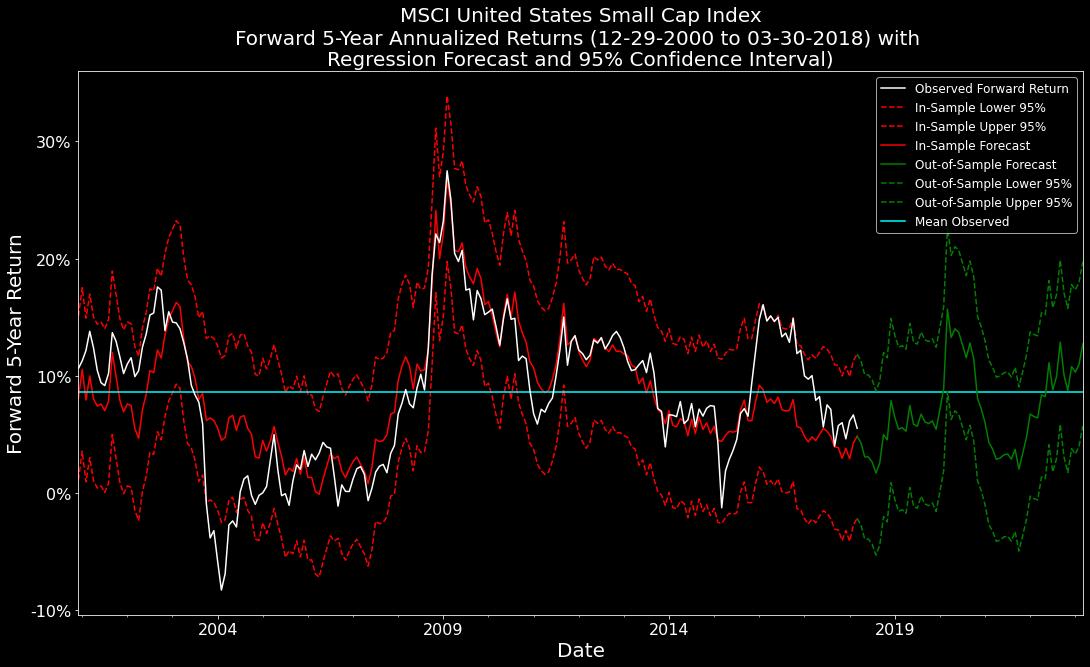 MSCI United States Small Cap Index
Forward 5-Year Annualized Returns (12-29-2000 to 03-30-2018) with
Regression Forecast and 95% Confidence Interval)
Observed Forward Return
In-Sample Lower 95%
In-Sample Upper 95%
In-Sample Forecast
Out-of-Sample Forecast
Out-of-Sample Lower 95%
Out-of-Sample Upper 95%
Mean Observed
Forward 5-Year Return
30%
20%
10%
0%
-10%
2004
2009
2014
2019
Date